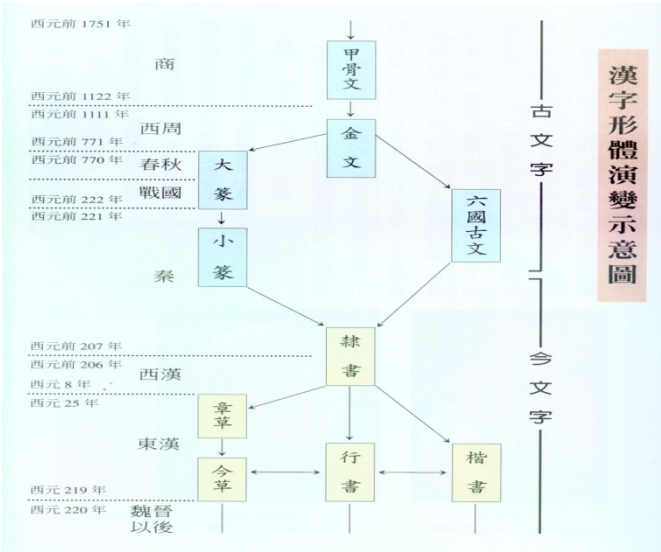 漢字形體演變示意圖
西元前 1751 年
商
甲骨文
西元前 1122 年
西元前 1111 年
西周
金文
古文字
西元前 771 年
西元前 770 年
春秋
大篆
戰國
西元前 222 年
六國古文
西元前 221 年
小篆
秦
西元前 207 年
隸書
西元前 206 年
西漢
今文字
西元 8 年
西元 25 年
章草
東漢
今草
行書
楷書
西元 219 年
西元 220 年
魏晉
以後